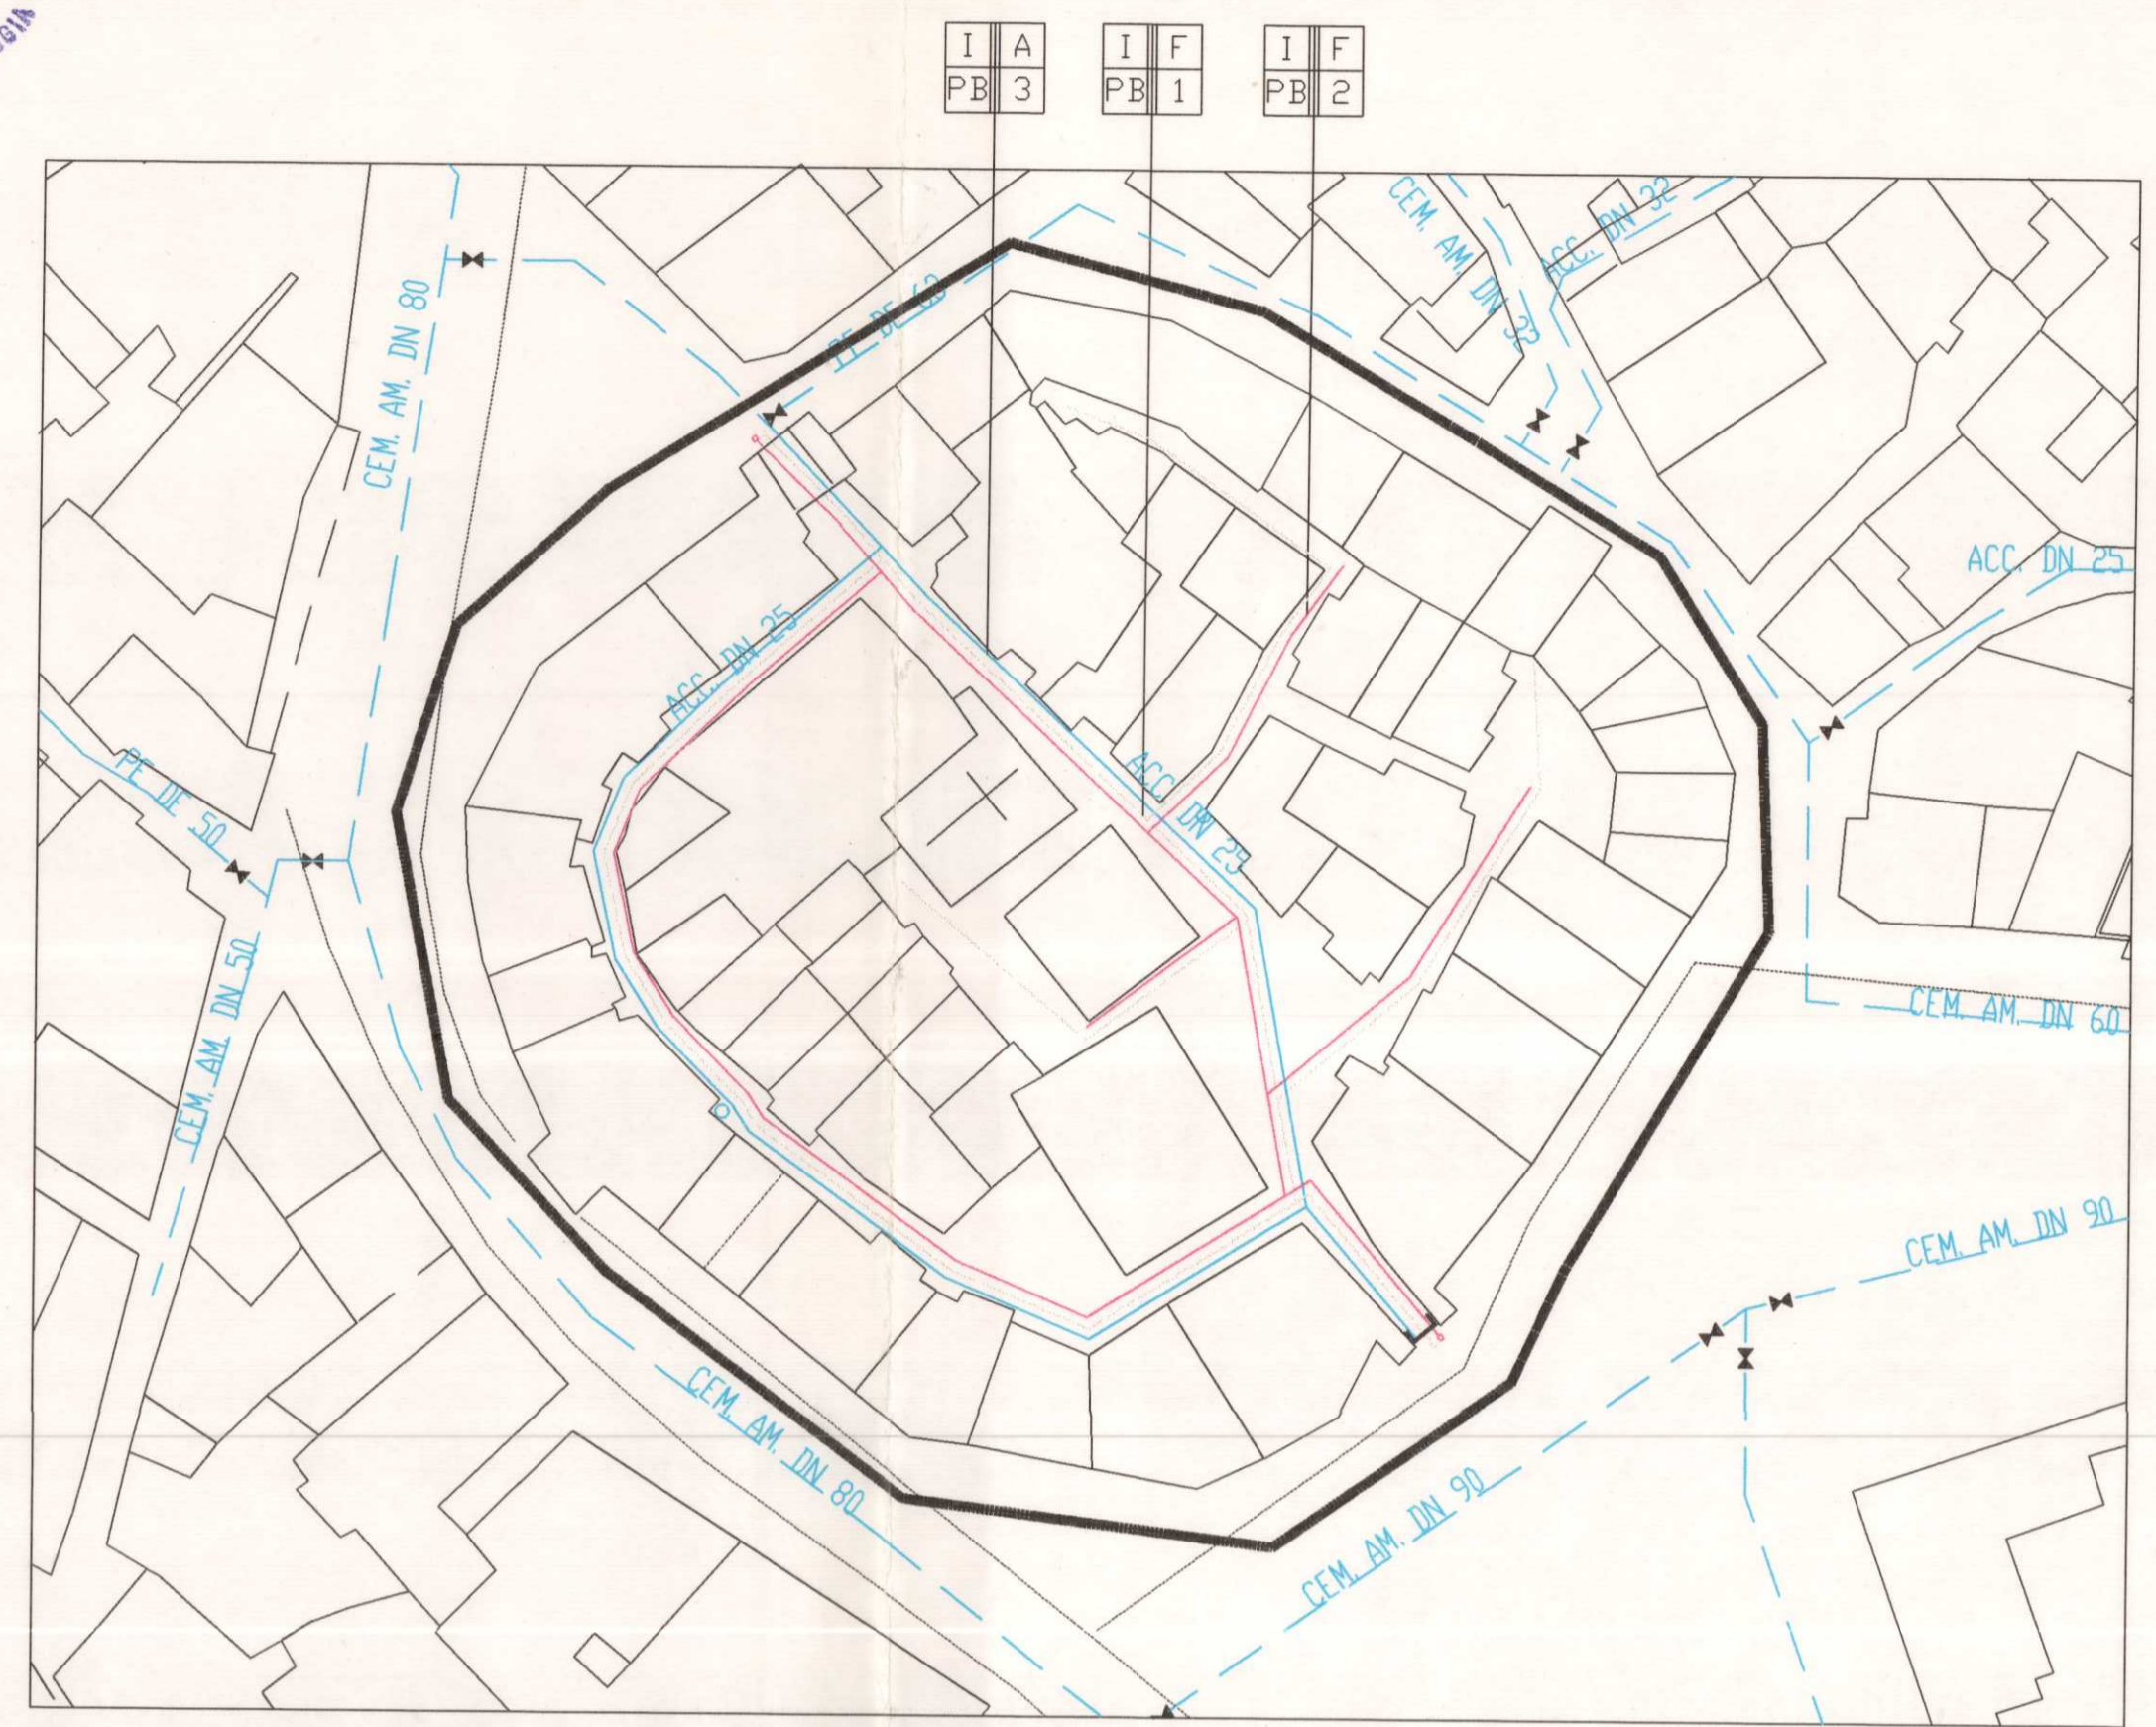 I A
PB 3
I F
PB 1
I F
PB 2
CEM. AM. DN 80
PE DE 63
CEM. AM. DN 32
ACC. DN 32
ACC. DN 25
ACC. DN 25
ACC. DN 25
PE DE 50
CEM. AM. DN 50
CEM. AM. DN 60
CEM. AM. DN 90
CEM. AM. DN 80
CEM. AM. DN 90